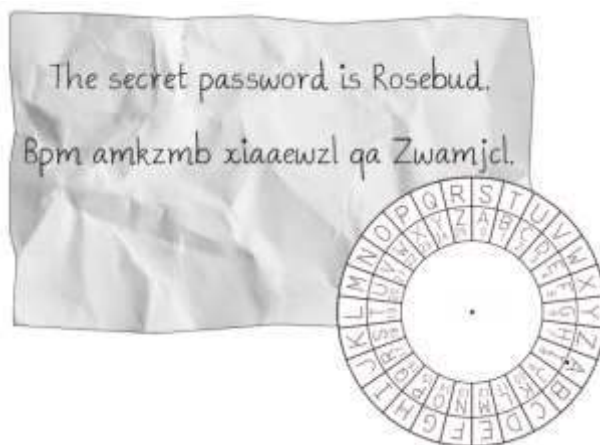 The secret password is Rosebud.
Bpm amkzmb xiaaewzl qa Zwamjcl.
A B C D E F G H I J K L M N O P Q R S T U V W X Y Z
A B C D E F G H I J K L M N O P Q R S T U V W X Y Z